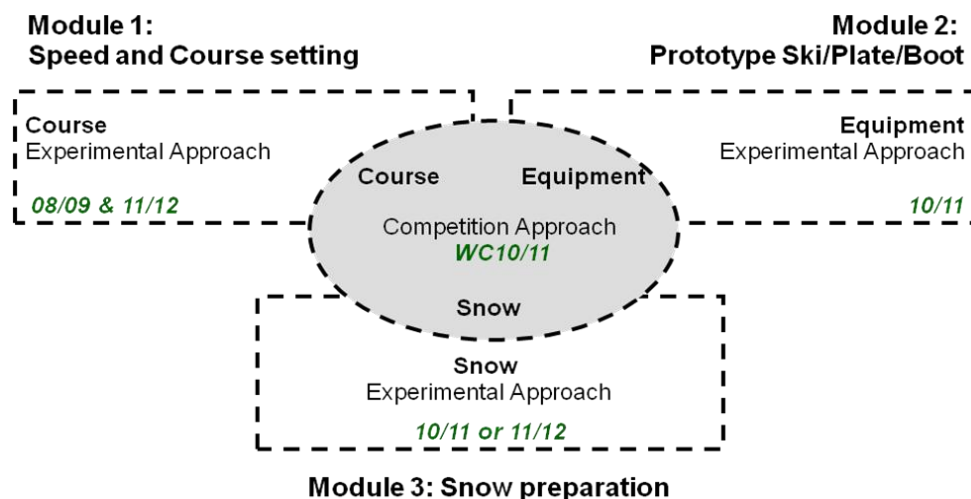 Module 1:
Speed and Course setting
Module 2:
Prototype Ski/Plate/Boot
Course
Experimental Approach
08/09 & 11/12
Equipment
Experimental Approach
10/11
Course Equipment
Competition Approach
WC10/11
Snow
Snow
Experimental Approach
10/11 or 11/12
Module 3: Snow preparation